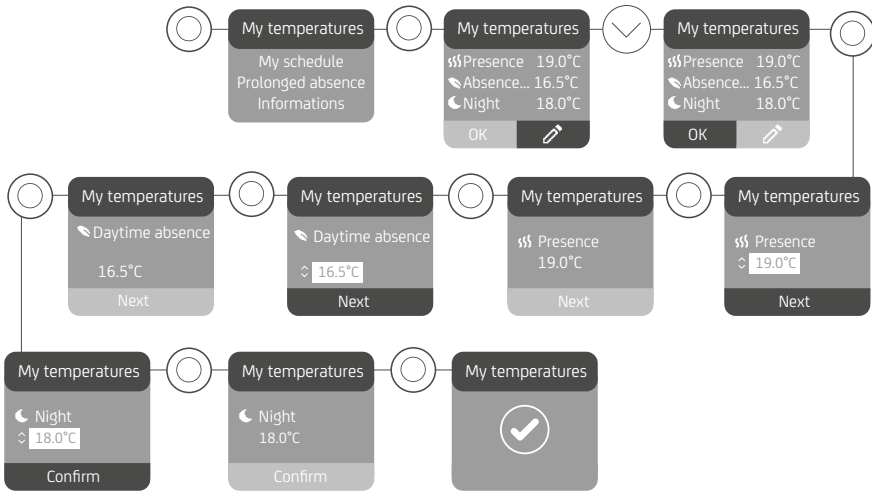 My temperatures
My schedule
Prolonged absence
Informations
My temperatures
Presence 19.0°C
Absence... 16.5°C
Night 18.0°C
OK
My temperatures
Presence 19.0°C
Absence... 16.5°C
Night 18.0°C
OK
My temperatures
Presence
19.0°C
Next
My temperatures
Presence
19.0°C
Next
My temperatures
Daytime absence
16.5°C
Next
My temperatures
Daytime absence
16.5°C
Next
My temperatures
Night
18.0°C
Confirm
My temperatures
Night
18.0°C
Confirm
My temperatures